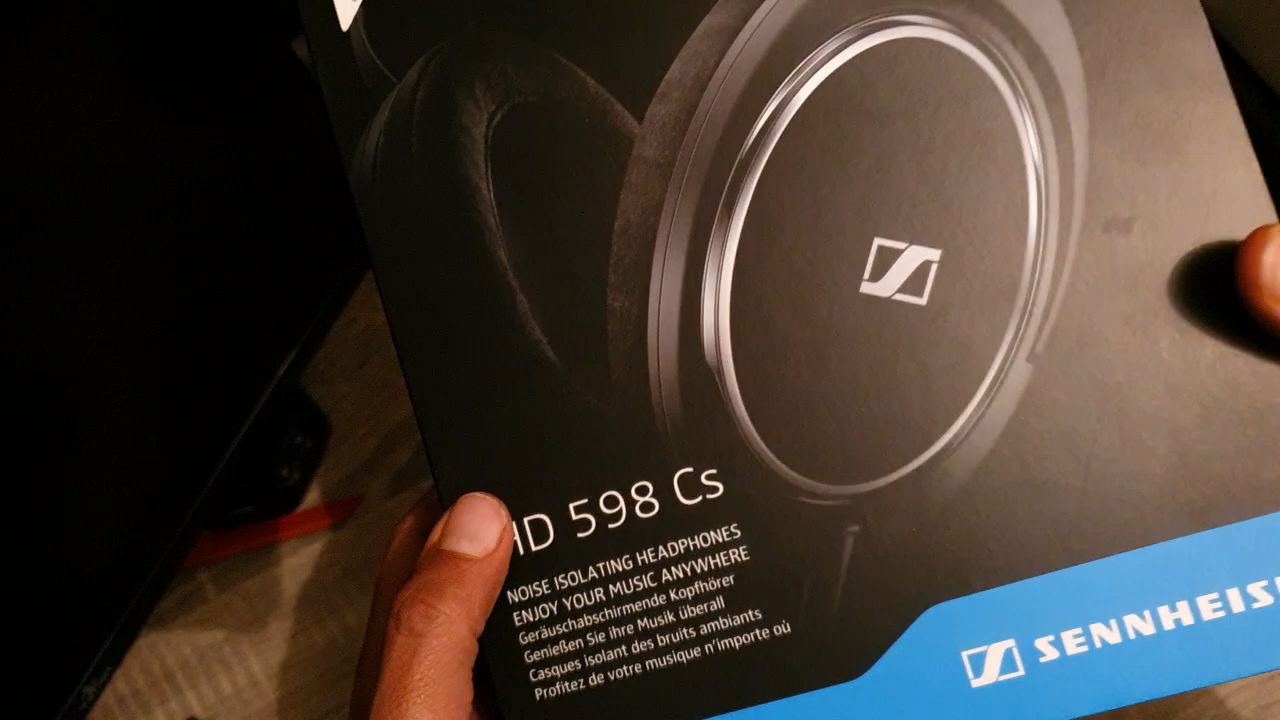 HD 598 Cs
NOISE ISOLATING HEADPHONES
ENJOY YOUR MUSIC ANYWHERE
Geräuschabschirmende Kopfhörer
Genießen Sie ihre Musik überall
Casques isolant des bruits ambiants
Profitez de votre musique n'importe où
SENNHEISE